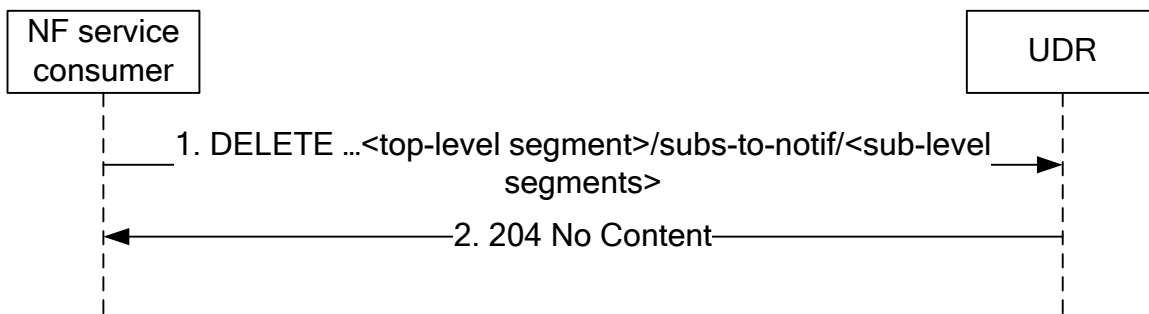 NF service
consumer
UDR
1. DELETE …<top-level segment>/subs-to-notif/<sub-level
segments>
2. 204 No Content